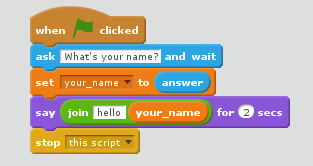 when clicked
ask What's your name? and wait
set your_name to answer
say join hello your_name for 2 secs
stop this script